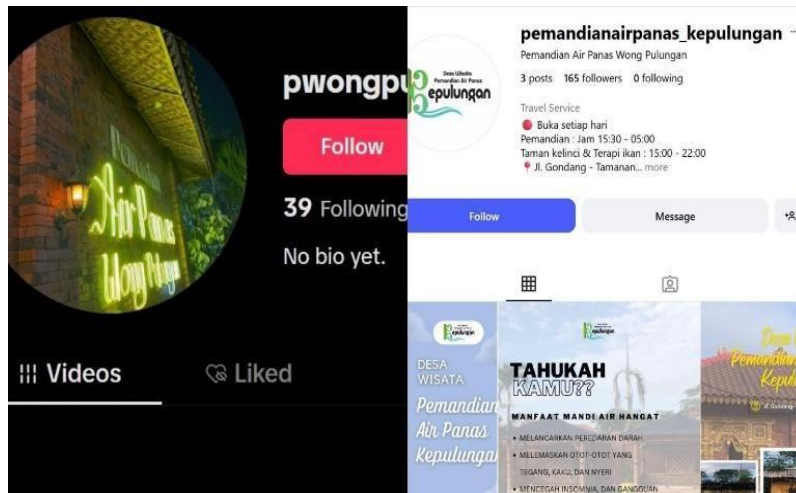 Air Panas
Wong Pulungan
pwongpu
Follow
39 Following
No bio yet.
Videos
Liked
Desa Wisata
Pemandian Air Panas
epulungan
pemandianairpanas_kepulungan
Pemandian Air Panas Wong Pulungan
3 posts 165 followers 0 following
Travel Service
Buka setiap hari
Pemandian : Jam 15:30 - 05:00
Taman kelinci & Terapi ikan : 15:00 - 22:00
Jl. Gondang - Tamanan... more
Follow
Message
DESA
WISATA
Pemandian
Air Panas
Kepulungan
TAHUKAH
KAMU??
MANFAAT MANDI AIR HANGAT
• MELANCARKAN PEREDARAN DARAH
• MELEMASKAN OTOT-OTOT YANG
TEGANG, KAKU, DAN NYERI
• MENCEGAH INSOMNIA, DAN GANGGUAN
Desa
Pemandian
Kepul